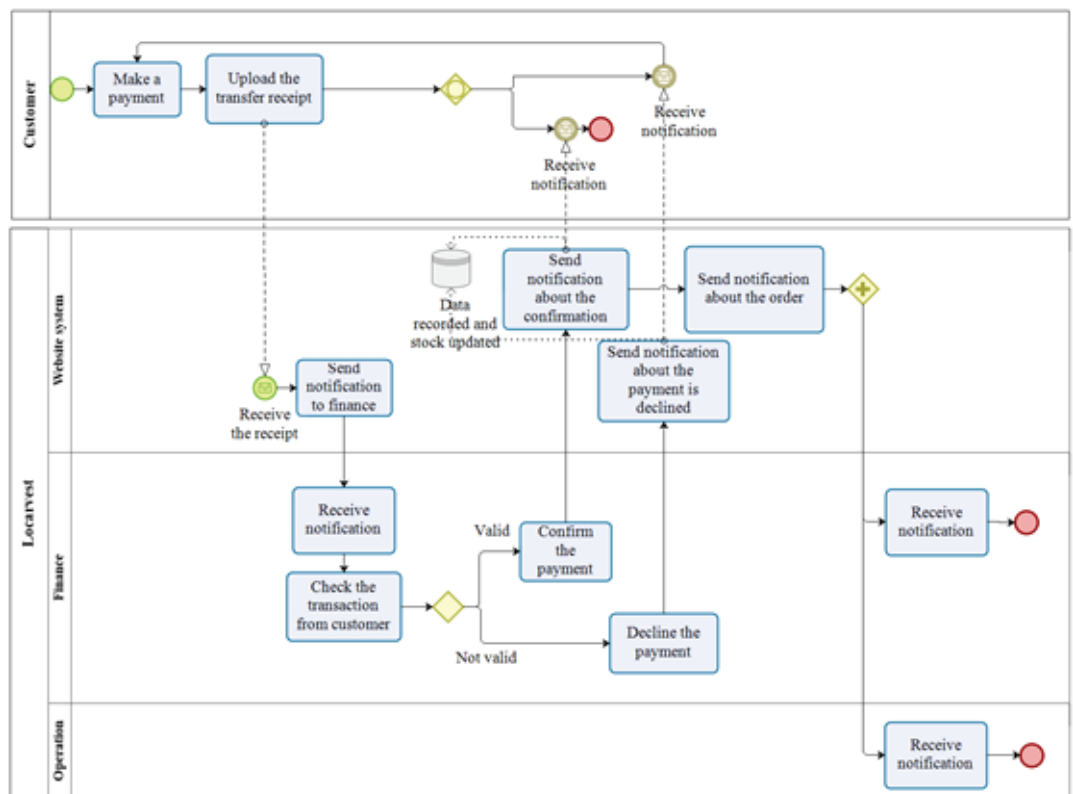 Customer
Make a
payment
Upload the
transfer receipt
Receive
notification
Receive
notification
Locarvest
Website system
Data
recorded and
stock updated
Send
notification
about the
confirmation
Send notification
about the order
Send notification
about the
payment is
declined
Receive
the receipt
Send
notification
to finance
Finance
Receive
notification
Check the
transaction
from customer
Valid
Not valid
Confirm
the
payment
Decline the
payment
Receive
notification
Operation
Receive
notification